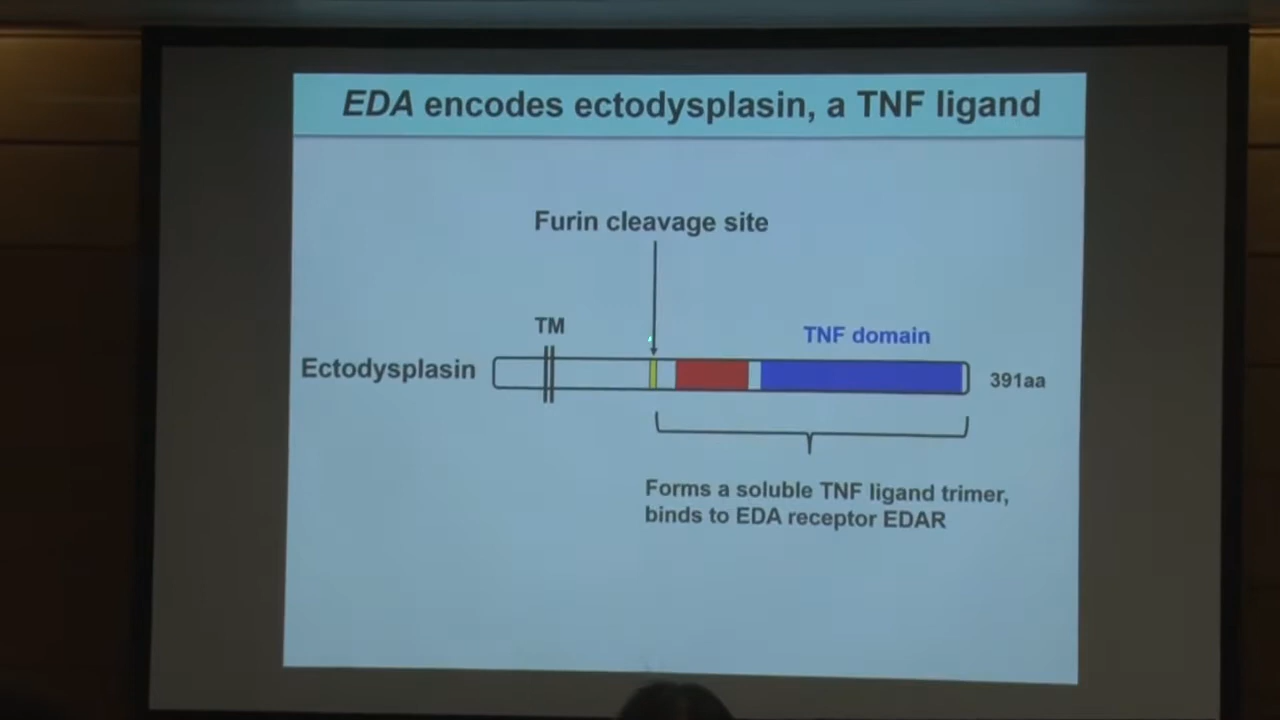 EDA encodes ectodysplasin, a TNF ligand
Furin cleavage site
TM
TNF domain
Ectodysplasin
391aa
Forms a soluble TNF ligand trimer,
binds to EDA receptor EDAR